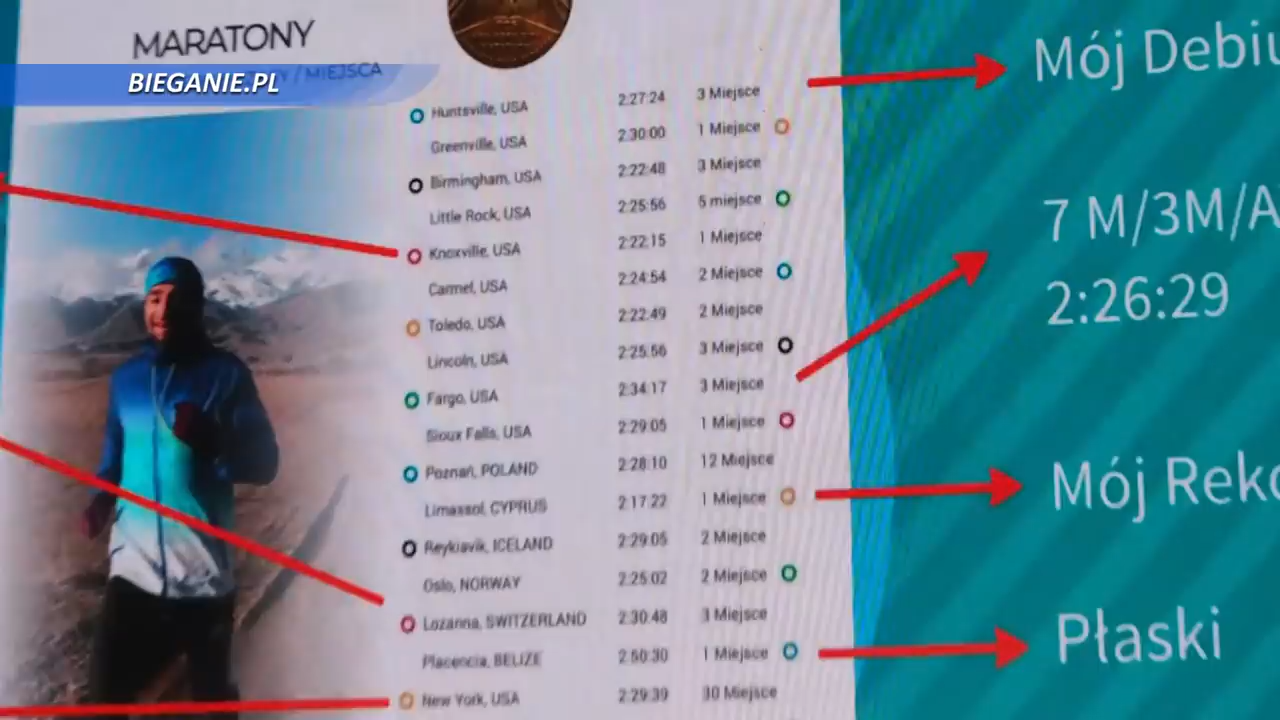 MARATONY
Y / MIEJSCA
BIEGANIE.PL
Huntsville, USA 2:27:24 3 Miejsce
Greenville, USA 2:30:00 1 Miejsce
Birmingham, USA 2:22:48 3 Miejsce
Little Rock, USA 2:25:56 5 miejsce
Knoxville, USA 2:22:15 1 Miejsce
Carmel, USA 2:24:54 2 Miejsce
Toledo, USA 2:22:49 2 Miejsce
Lincoln, USA 2:25:56 3 Miejsce
Fargo, USA 2:34:17 3 Miejsce
Sioux Falls, USA 2:29:05 1 Miejsce
Poznań, POLAND 2:28:10 12 Miejsce
Limassol, CYPRUS 2:17:22 1 Miejsce
Reykiavik, ICELAND 2:29:05 2 Miejsce
Oslo, NORWAY 2:25:02 2 Miejsce
Lozanna, SWITZERLAND 2:30:48 3 Miejsce
Placencia, BELIZE 2:50:30 1 Miejsce
New York, USA 2:29:39 30 Miejsce
Mój Debiu
7 M/3M/A
2:26:29
Mój Reko
Płaski